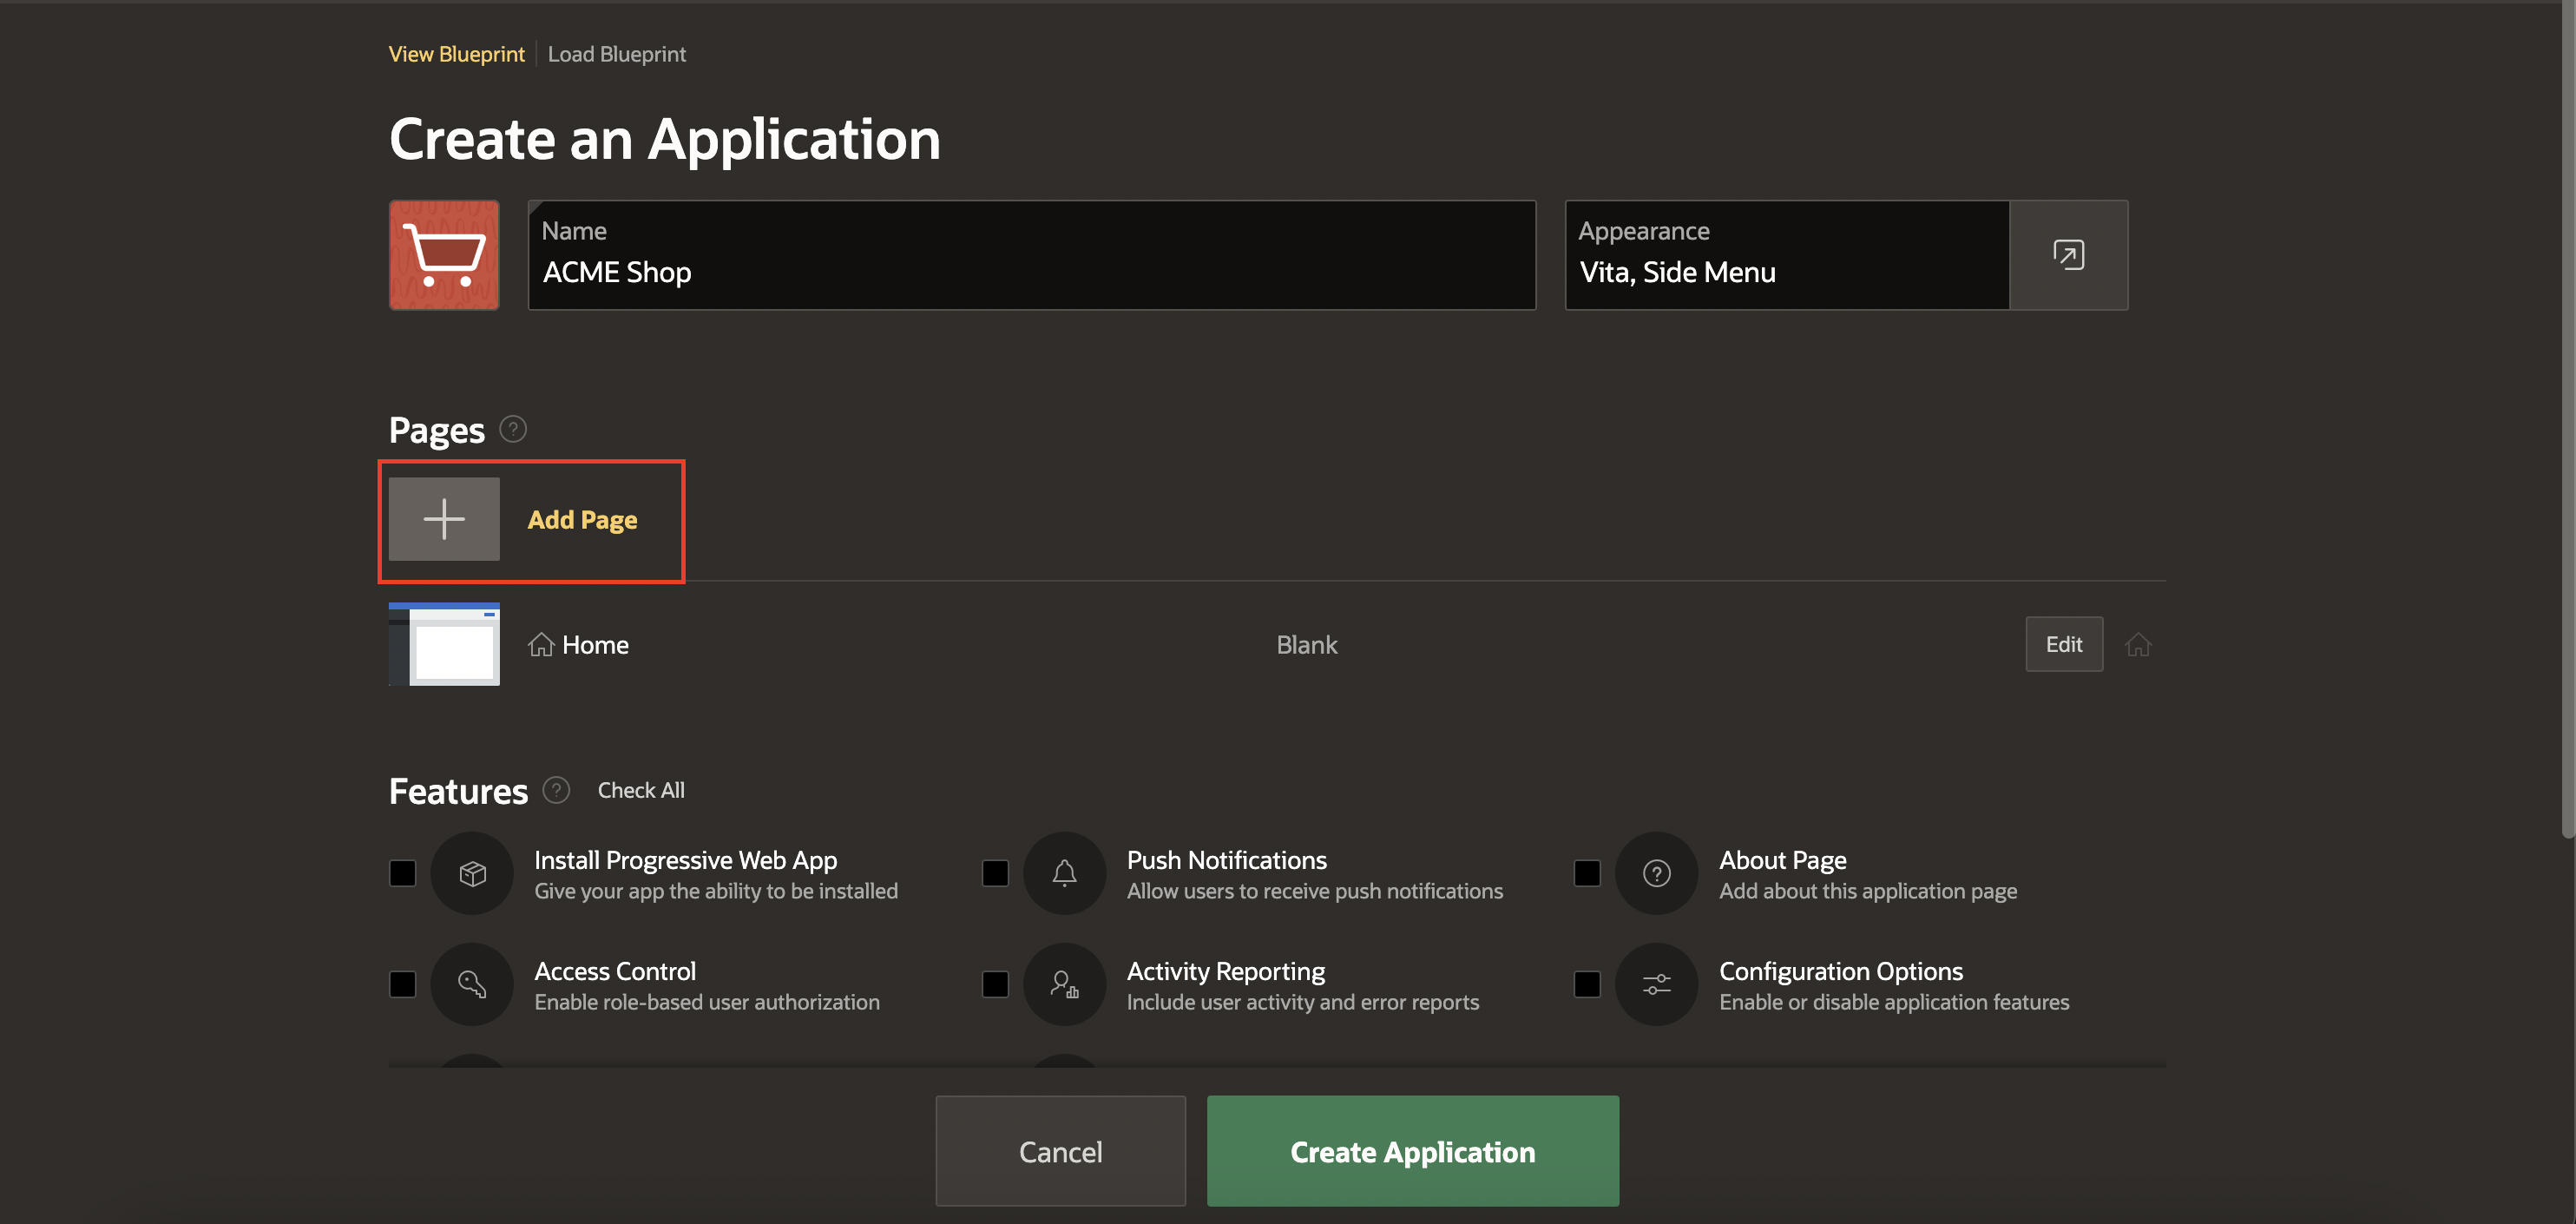 View Blueprint Load Blueprint
Create an Application
Name
ACME Shop
Appearance
Vita, Side Menu
Pages ?
Add Page
Home Blank Edit
Features ? Check All
Install Progressive Web App
Give your app the ability to be installed
Push Notifications
Allow users to receive push notifications
? About Page
Add about this application page
Access Control
Enable role-based user authorization
Activity Reporting
Include user activity and error reports
Configuration Options
Enable or disable application features
Cancel Create Application